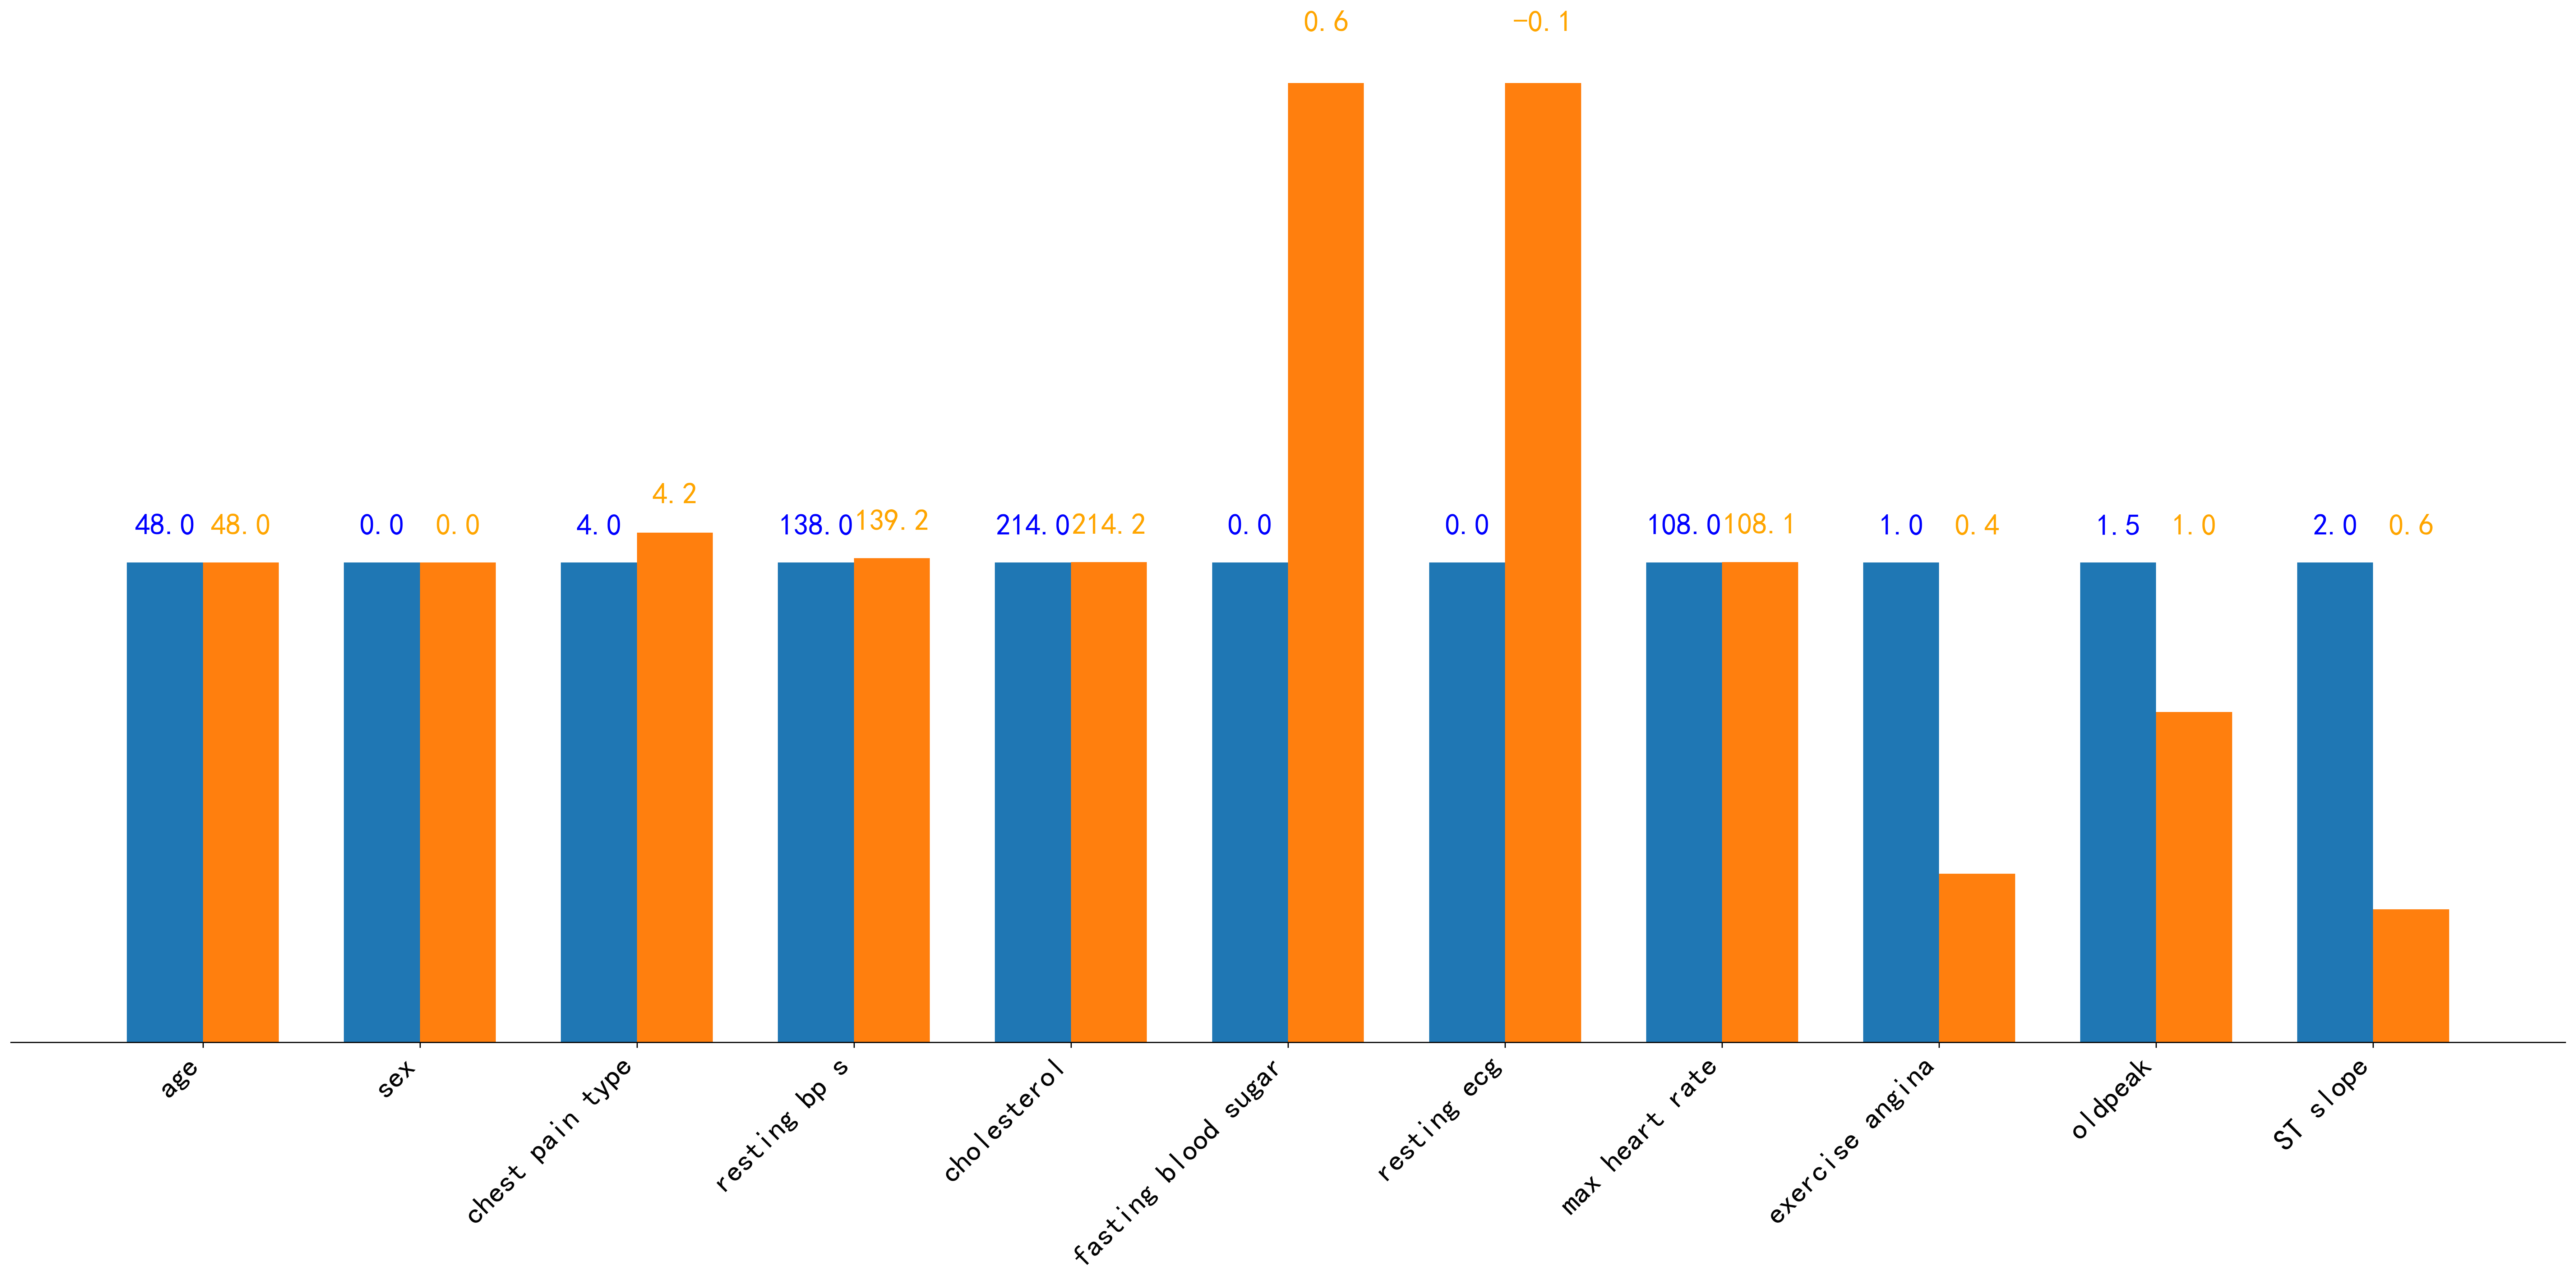 0.6 −0.1
4.2
48.0 48.0 0.0 0.0 4.0 138.0 139.2 214.0 214.2 0.0 0.0 108.0 108.1 1.0 0.4 1.5 1.0 2.0 0.6
age
sex
chest pain type
resting bp s
cholesterol
fasting blood sugar
resting ecg
max heart rate
exercise angina
oldpeak
ST slope